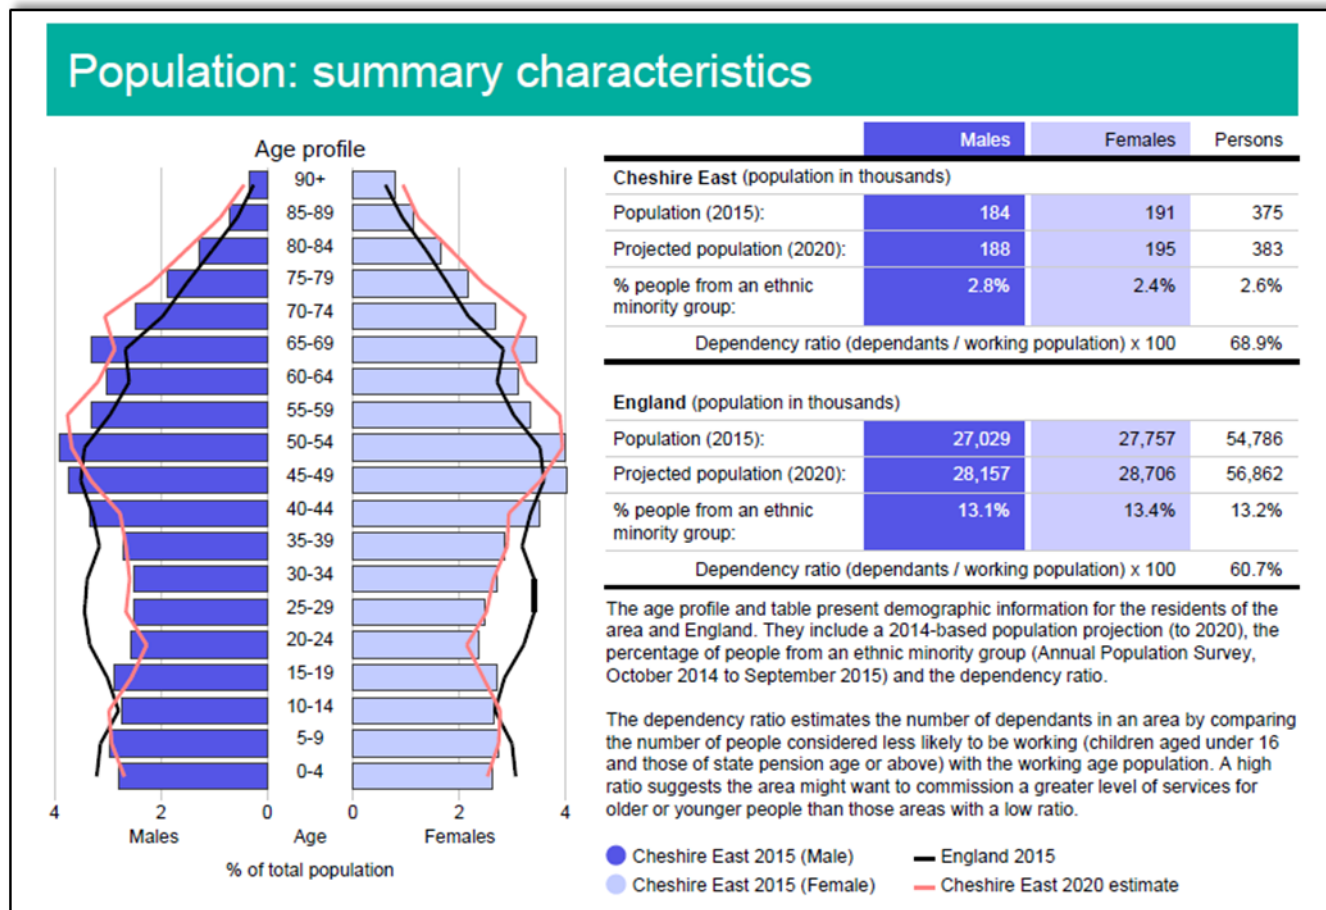 Population: summary characteristics
Age profile
90+
85-89
80-84
75-79
70-74
65-69
60-64
55-59
50-54
45-49
40-44
35-39
30-34
25-29
20-24
15-19
10-14
5-9
0-4
4 2 0 0 2 4
Males Age Females
% of total population
Males Females Persons
Cheshire East (population in thousands)
Population (2015): 184 191 375
Projected population (2020): 188 195 383
% people from an ethnic 2.8% 2.4% 2.6%
minority group:
Dependency ratio (dependants / working population) x 100 68.9%
England (population in thousands)
Population (2015): 27,029 27,757 54,786
Projected population (2020): 28,157 28,706 56,862
% people from an ethnic 13.1% 13.4% 13.2%
minority group:
Dependency ratio (dependants / working population) x 100 60.7%
The age profile and table present demographic information for the residents of the
area and England. They include a 2014-based population projection (to 2020), the
percentage of people from an ethnic minority group (Annual Population Survey,
October 2014 to September 2015) and the dependency ratio.
The dependency ratio estimates the number of dependants in an area by comparing
the number of people considered less likely to be working (children aged under 16
and those of state pension age or above) with the working age population. A high
ratio suggests the area might want to commission a greater level of services for
older or younger people than those areas with a low ratio.
Cheshire East 2015 (Male) England 2015
Cheshire East 2015 (Female) Cheshire East 2020 estimate